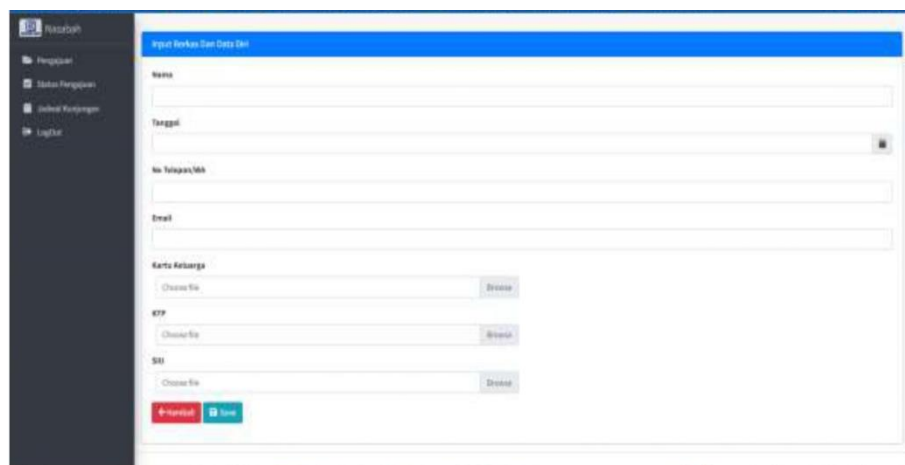 Nasabah
Pengajuan
Status Pengajuan
Jadwal Kunjungan
LogOut
Input Berkas Dan Data Diri
Nama
Tanggal
No Telepon/WA
Email
Kartu Keluarga
Choose file Browse
KTP
Choose file Browse
Choose file Browse
Kembali Save